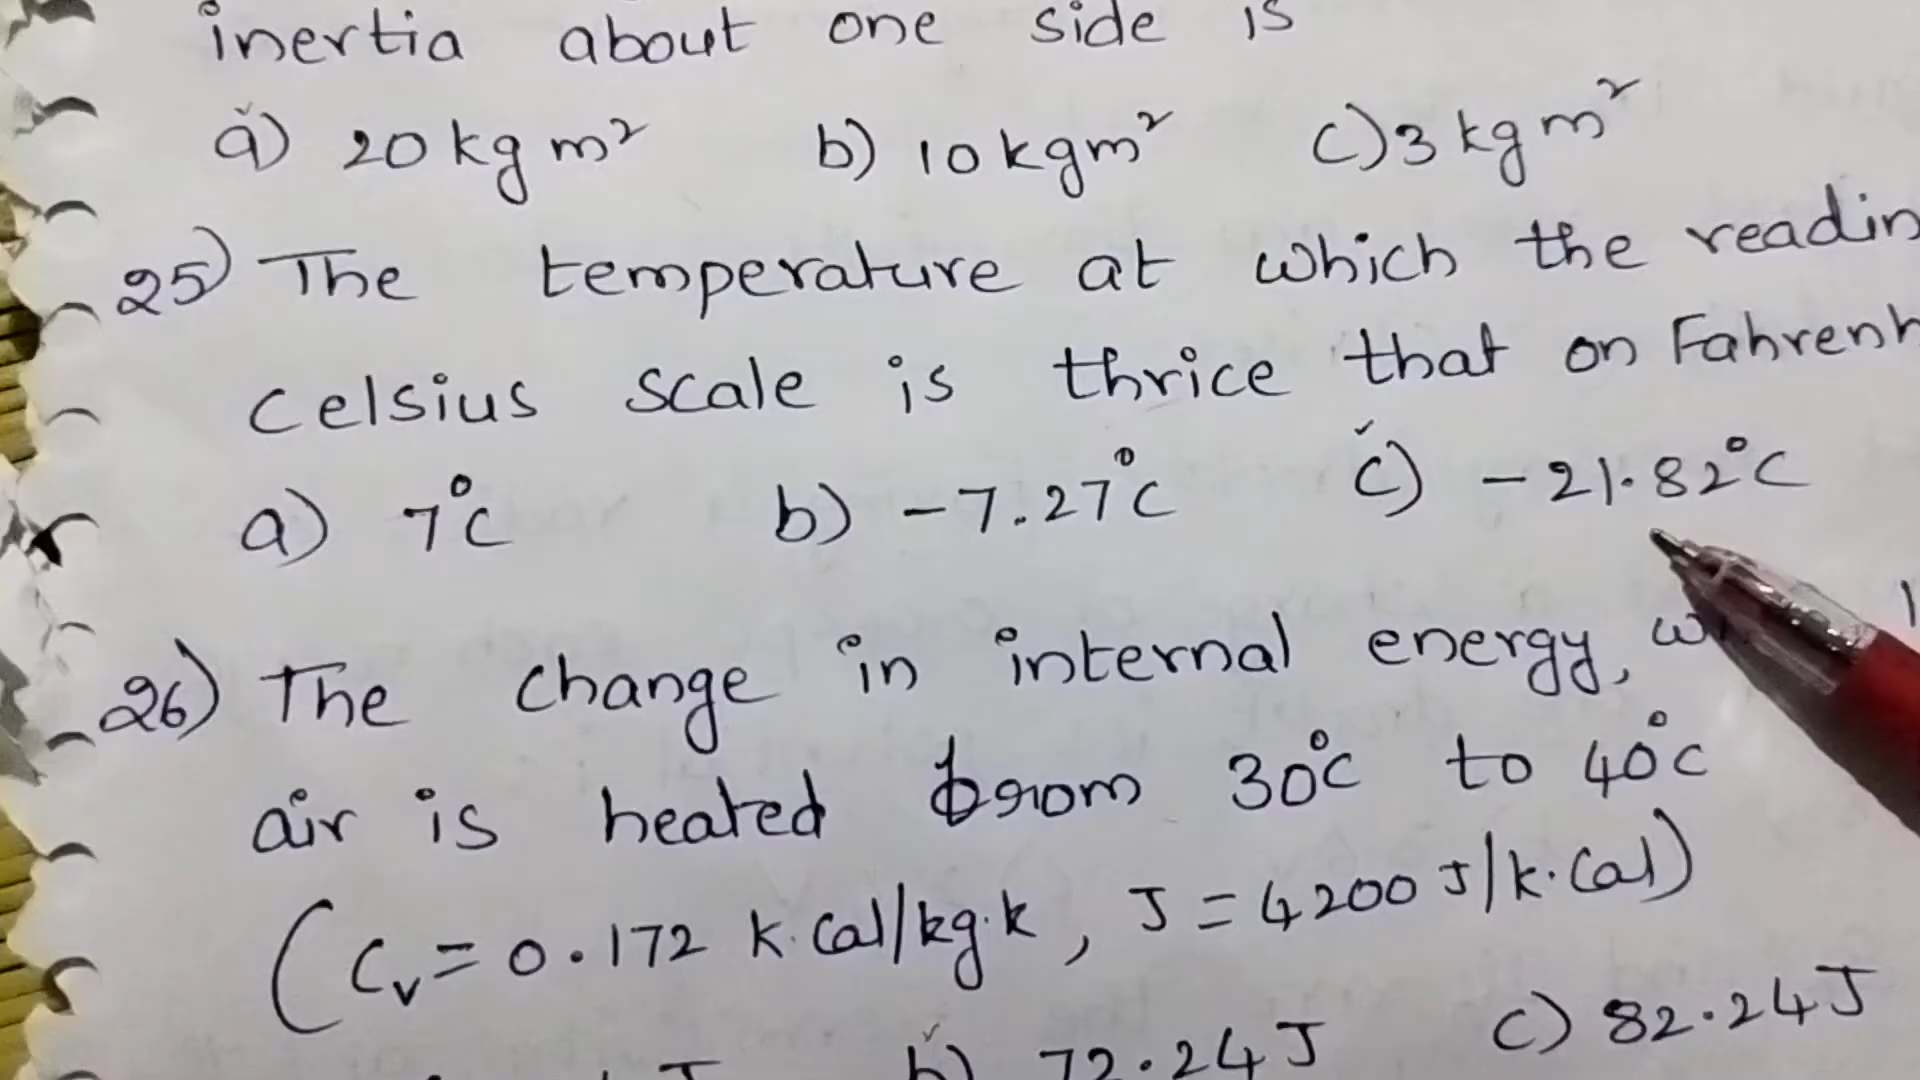 inertia about one side is
a) 20 kg m² b) 10 kgm² c) 3 kg m²
25) The temperature at which the readin
celsius scale is thrice that on Fahrenh
a) 7°C b) -7.27°C c) -21.82°C
26) The change in internal energy,
air is heated from 30°C to 40°C
(Cv = 0.172 k.Cal/kg.k, J = 4200 J/k.Cal)
b) 72.24 J c) 82.24 J